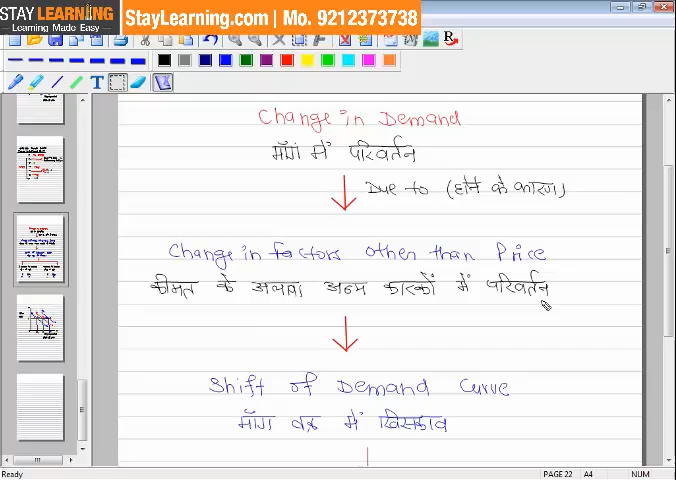 STAY LEARNING
Learning Made Easy
StayLearning.com | Mo. 9212373738
Change in Demand
माँग में परिवर्तन
Due to (होने के कारण)
Change in factors other than Price
कीमत के अलावा अन्य कारकों में परिवर्तन
Shift of Demand Curve
माँग वक्र में खिसकाव
Ready
PAGE 22
A4
NUM